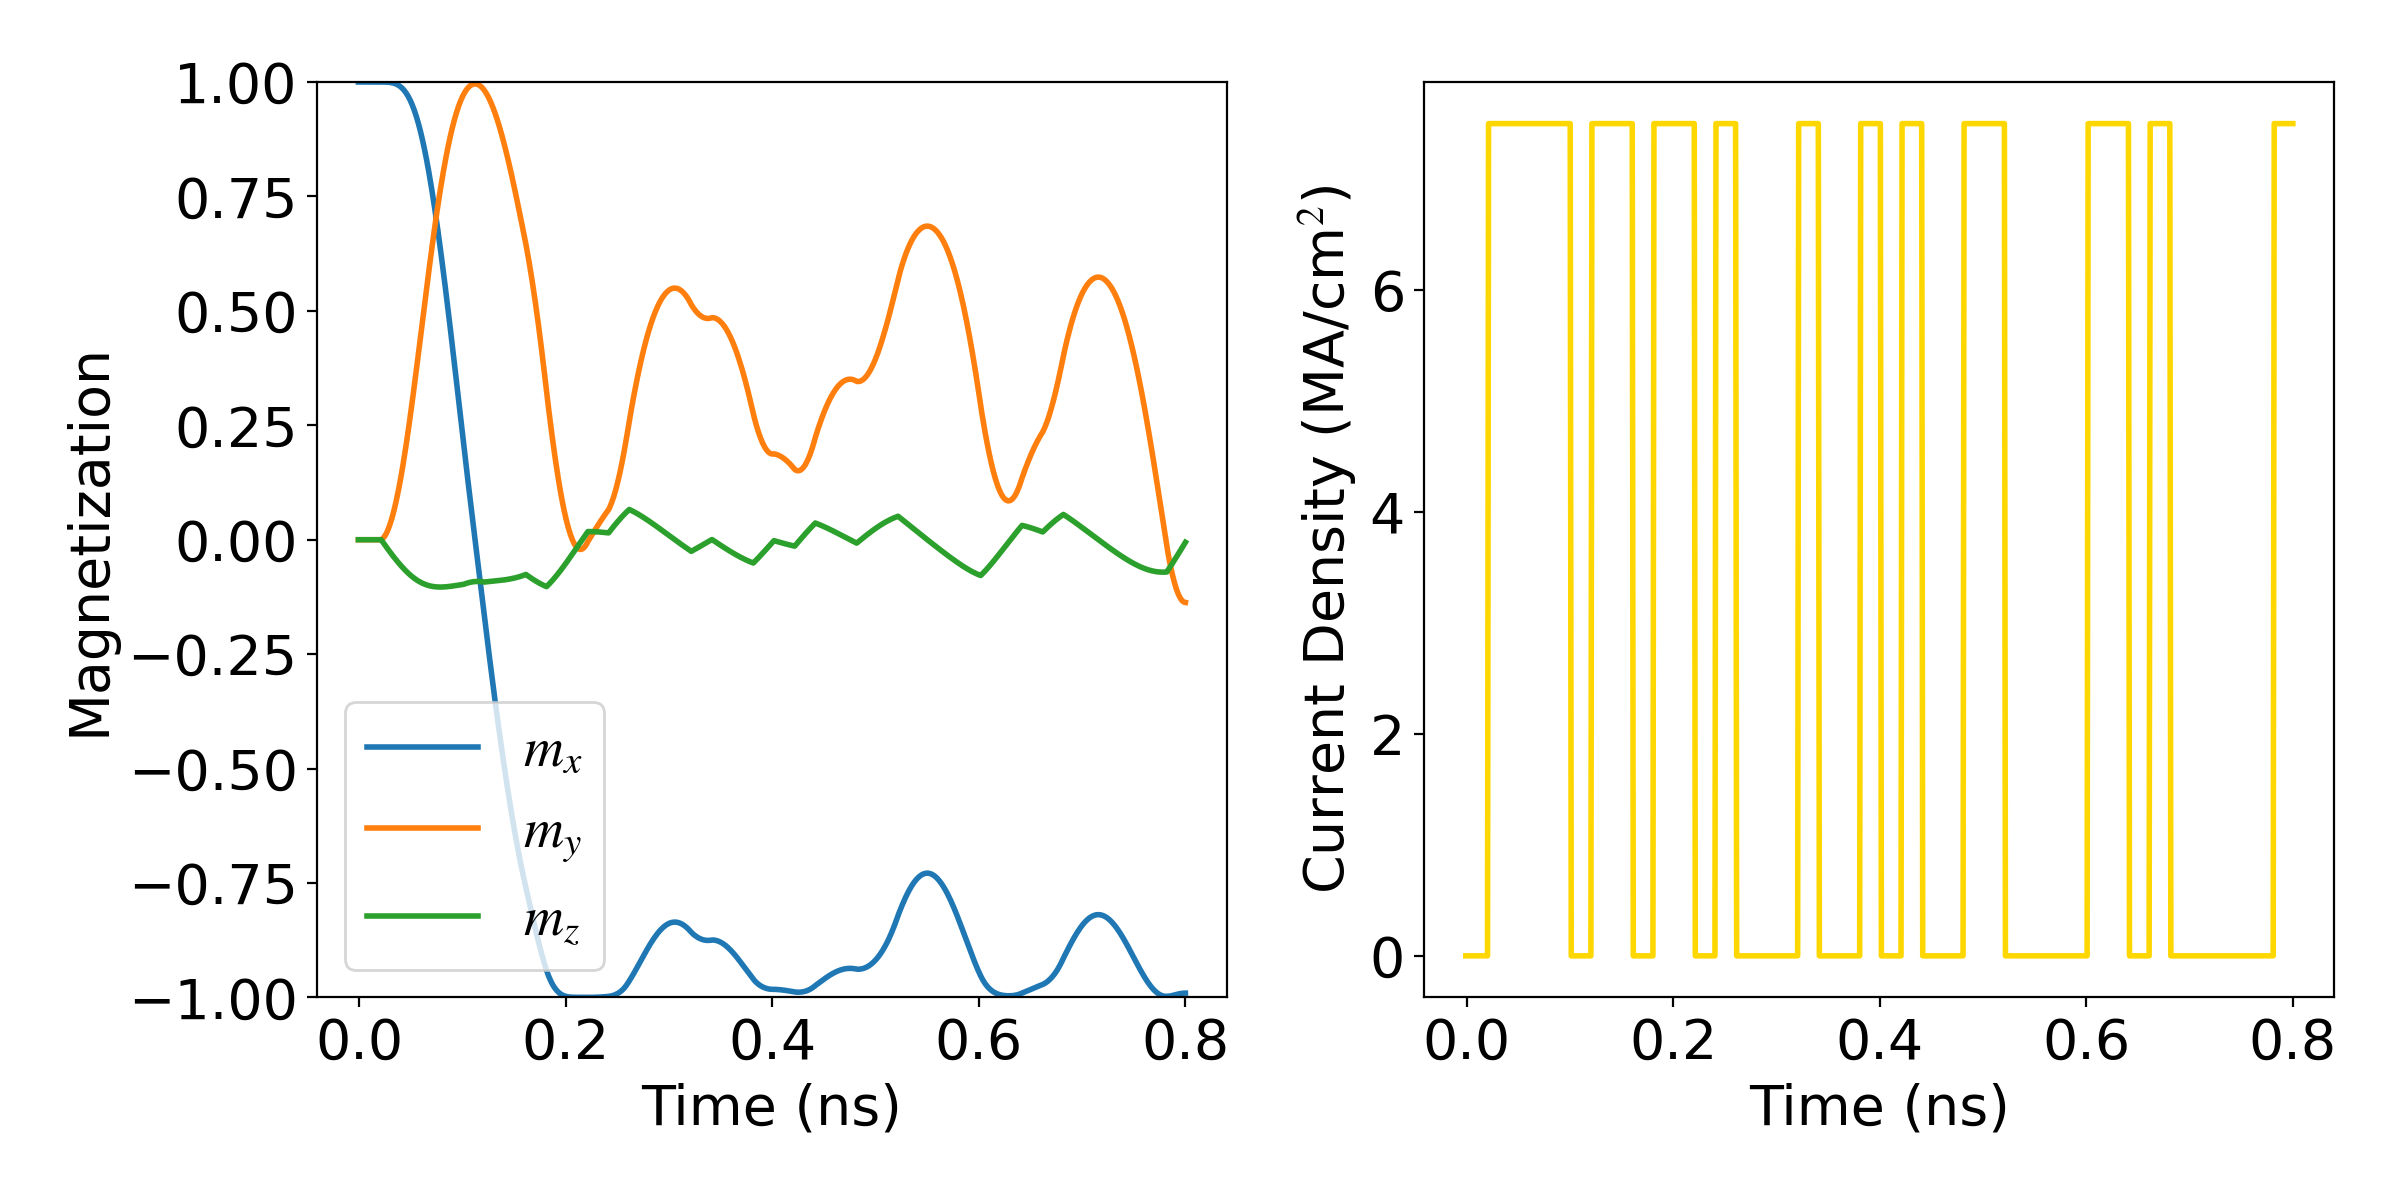 1.00
0.75
0.50
0.25
0.00
−0.25
−0.50
−0.75
−1.00
Magnetization
m_x
m_y
m_z
0.0 0.2 0.4 0.6 0.8
Time (ns)
6
4
2
0
Current Density (MA/cm²)
0.0 0.2 0.4 0.6 0.8
Time (ns)